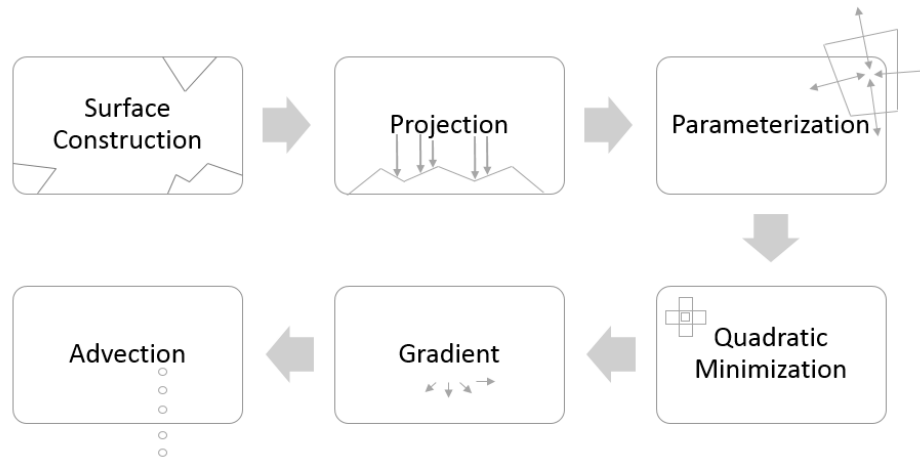 Surface
Construction
Projection
Parameterization
Quadratic
Minimization
Gradient
Advection